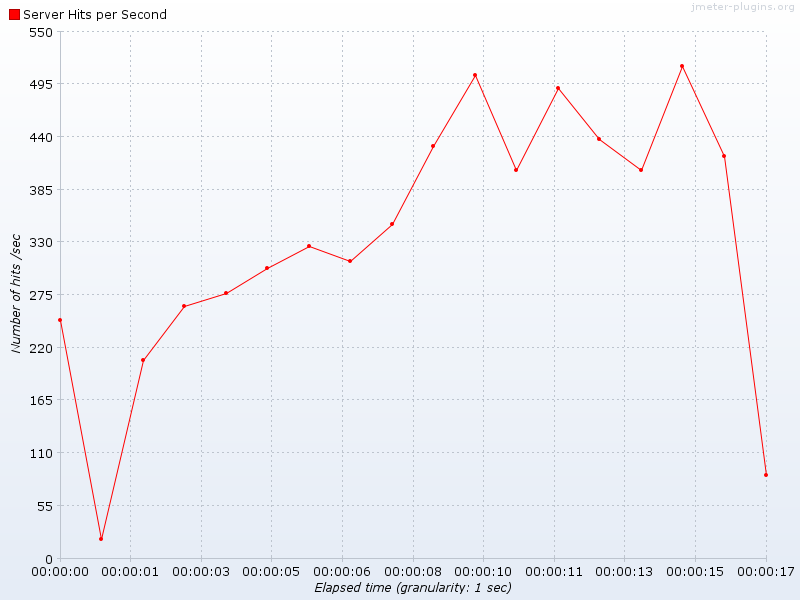 jmeter-plugins.org
Server Hits per Second
550
495
440
385
330
275
220
165
110
55
0
Number of hits /sec
00:00:00 00:00:01 00:00:03 00:00:05 00:00:06 00:00:08 00:00:10 00:00:11 00:00:13 00:00:15 00:00:17
Elapsed time (granularity: 1 sec)